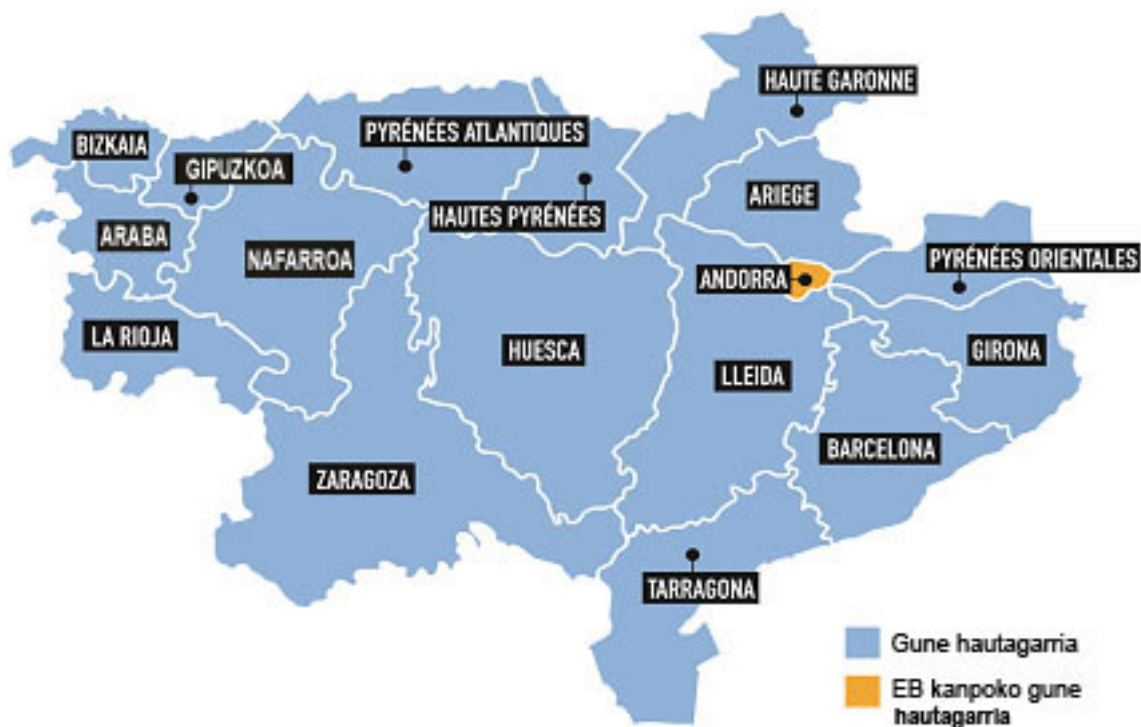 HAUTE GARONNE
BIZKAIA
PYRÉNÉES ATLANTIQUES
GIPUZKOA
ARIEGE
HAUTES PYRÉNÉES
ARABA
NAFARROA
PYRÉNÉES ORIENTALES
ANDORRA
LA RIOJA
HUESCA
GIRONA
LLEIDA
BARCELONA
ZARAGOZA
TARRAGONA
Gune hautagarria
EB kanpoko gune
hautagarria